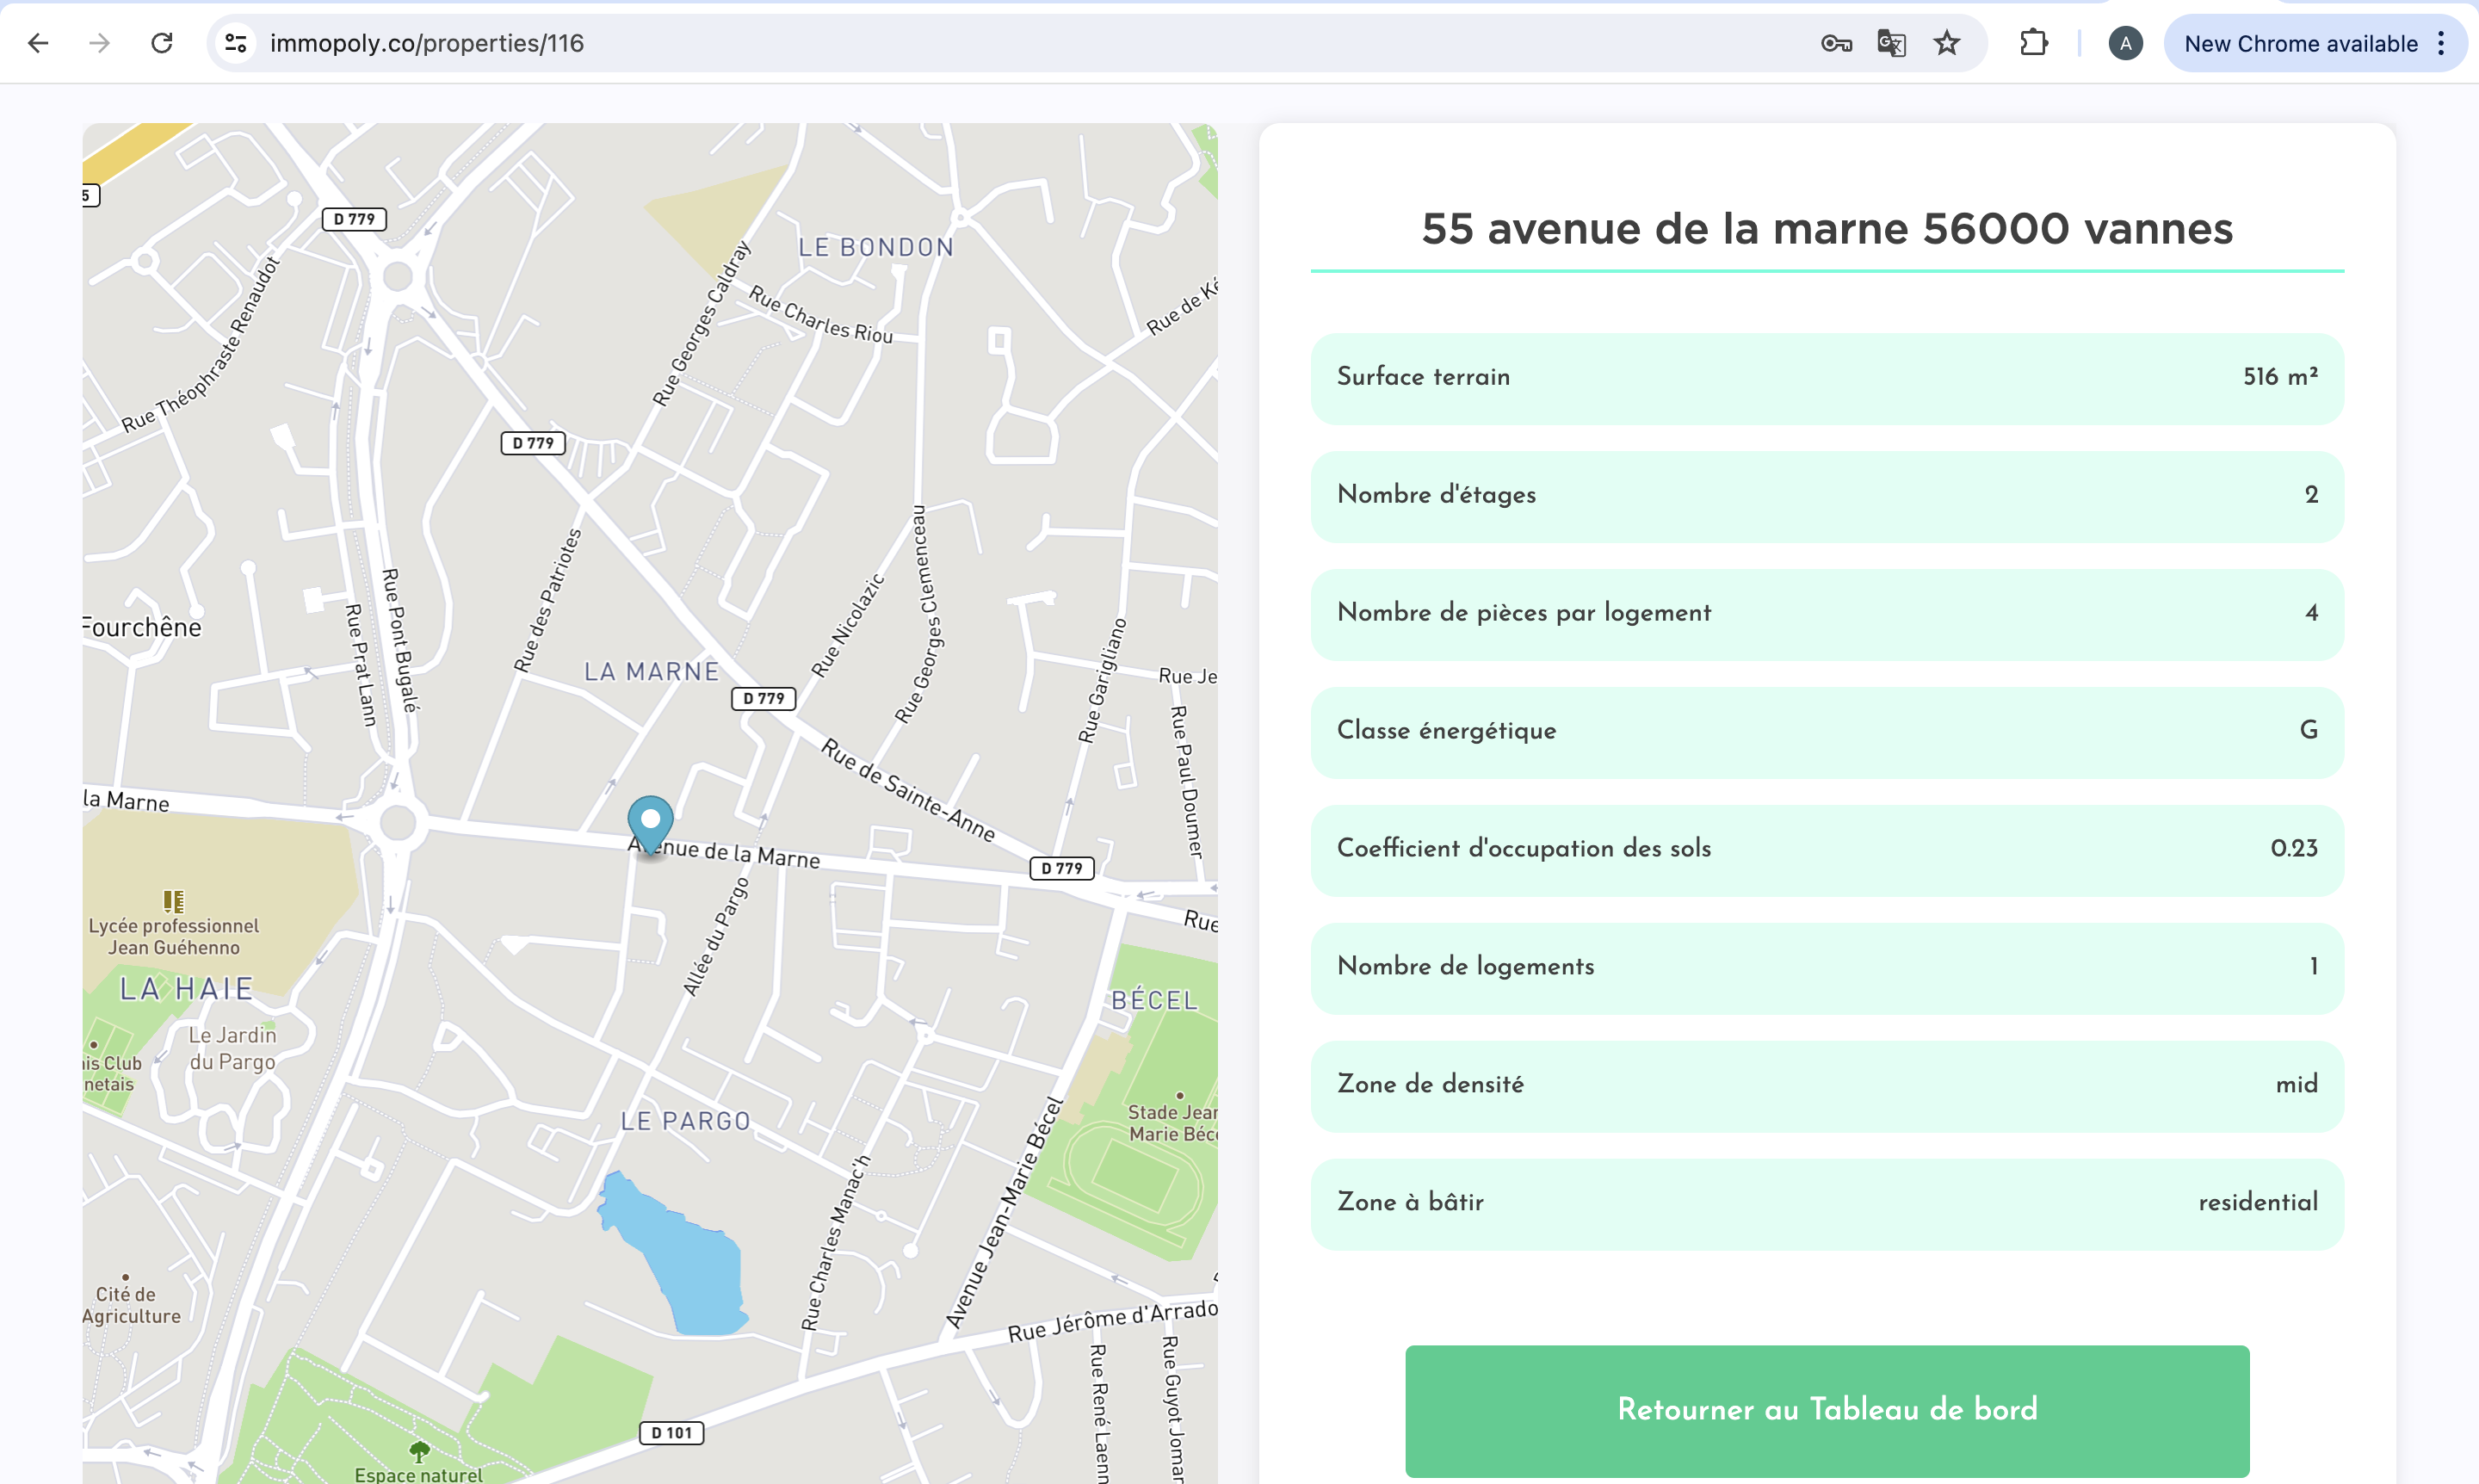 immopoly.co/properties/116
A
New Chrome available
5
D 779
LE BONDON
Rue Georges Caldray
Rue Charles Riou
Rue Théophraste Renaudot
D 779
Rue des Patriotes
Rue Nicolazic
Rue Georges Clemenceau
Rue Garigliano
Rue Je
Rue Paul Doumer
Fourchêne
Rue Prat Lann
Rue Pont Bugalé
LA MARNE
D 779
Rue de Sainte-Anne
la Marne
Avenue de la Marne
D 779
Rue
Lycée professionnel
Jean Guéhenno
LA HAIE
Allée du Pargo
BÉCEL
Le Jardin
du Pargo
is Club
netais
LE PARGO
Stade Jean
Marie Béce
Rue Charles Manac'h
Avenue Jean-Marie Bécel
Cité de
Agriculture
Rue Jérôme d'Arrado
Rue René Laenn
Rue Guyot Jomar
D 101
Espace naturel
55 avenue de la marne 56000 vannes
Surface terrain 516 m²
Nombre d'étages 2
Nombre de pièces par logement 4
Classe énergétique G
Coefficient d'occupation des sols 0.23
Nombre de logements 1
Zone de densité mid
Zone à bâtir residential
Retourner au Tableau de bord